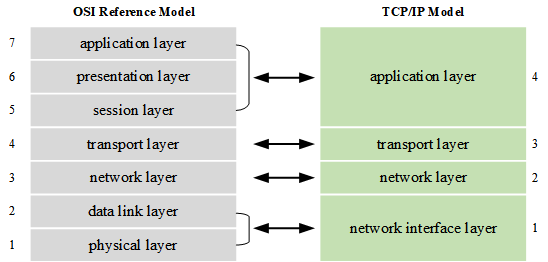 OSI Reference Model
TCP/IP Model
7
application layer
6
presentation layer
application layer
4
5
session layer
4
transport layer
transport layer
3
3
network layer
network layer
2
2
data link layer
network interface layer
1
1
physical layer